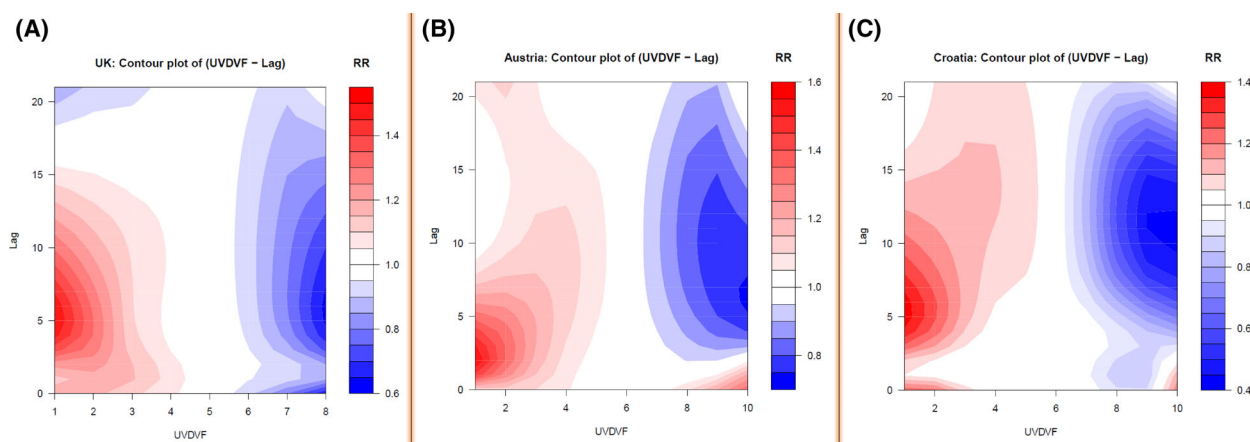 (A)
UK: Contour plot of (UVDVF − Lag)
RR
20
15
10
5
0
Lag
1 2 3 4 5 6 7 8
UVDVF
1.4
1.2
1.0
0.8
0.6
(B)
Austria: Contour plot of (UVDVF − Lag)
RR
20
15
10
5
0
Lag
2 4 6 8 10
UVDVF
1.6
1.4
1.2
1.0
0.8
(C)
Croatia: Contour plot of (UVDVF − Lag)
RR
20
15
10
5
0
Lag
2 4 6 8 10
UVDVF
1.4
1.2
1.0
0.8
0.6
0.4